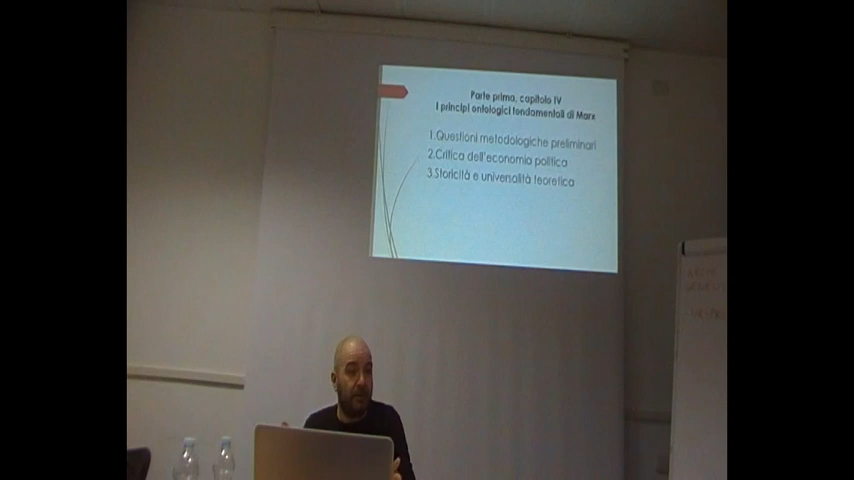 Parte prima, capitolo IV
I principi ontologici fondamentali di Marx
1.Questioni metodologiche preliminari
2.Critica dell'economia politica
3.Storicità e universalità teoretica